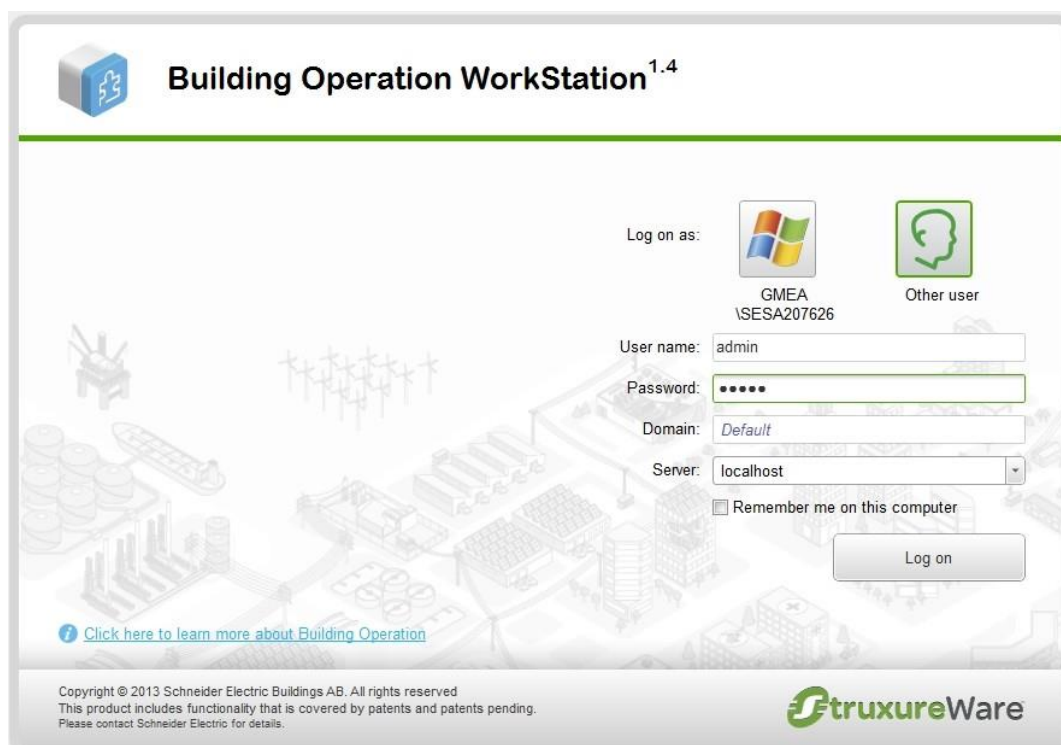 Building Operation WorkStation1.4
Log on as:
GMEA
\SESA207626
Other user
User name: admin
Password: •••••
Domain: Default
Server: localhost
Remember me on this computer
Log on
Click here to learn more about Building Operation
Copyright © 2013 Schneider Electric Buildings AB. All rights reserved
This product includes functionality that is covered by patents and patents pending.
Please contact Schneider Electric for details.
StruxureWare